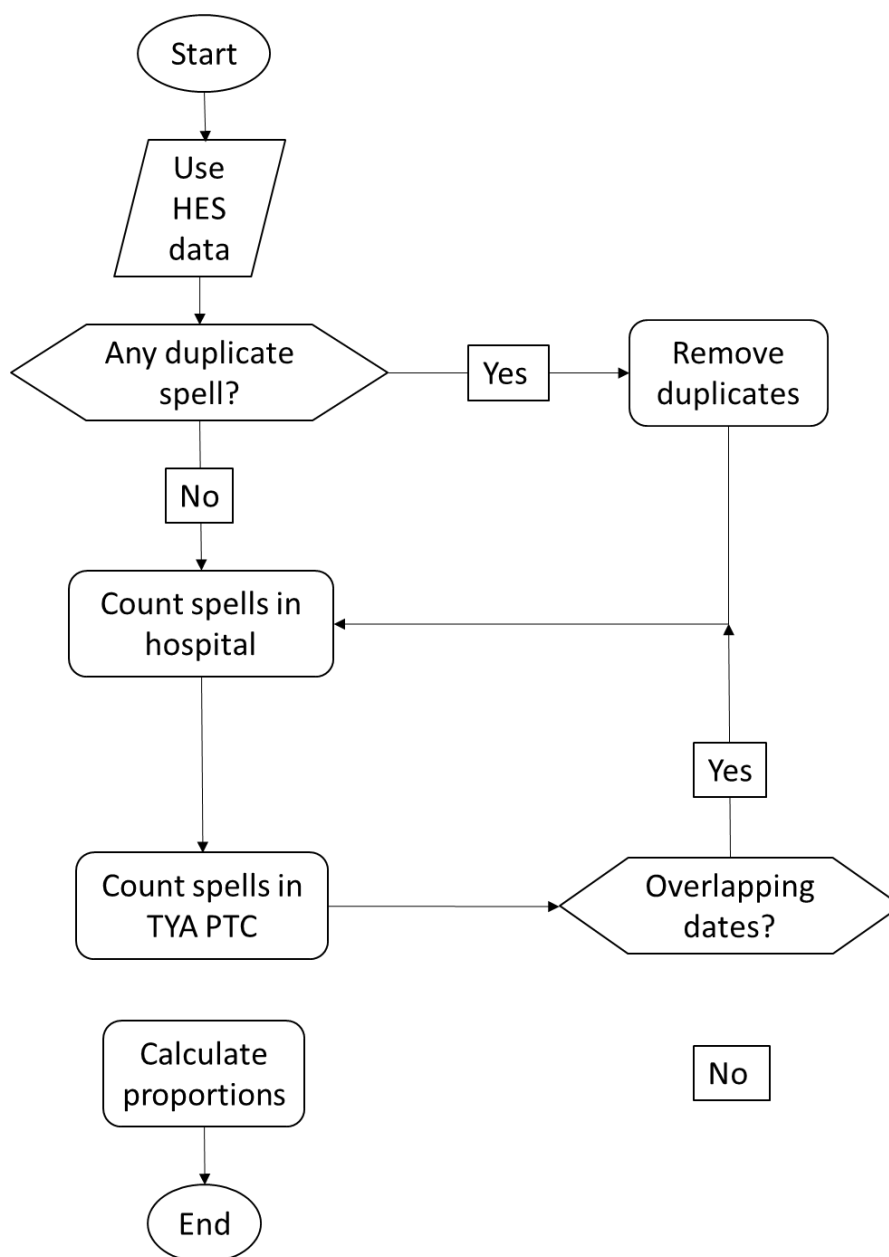 Start
Use
HES
data
Any duplicate
spell?
Yes
Remove
duplicates
No
Count spells in
hospital
Yes
Count spells in
TYA PTC
Overlapping
dates?
Calculate
proportions
No
End